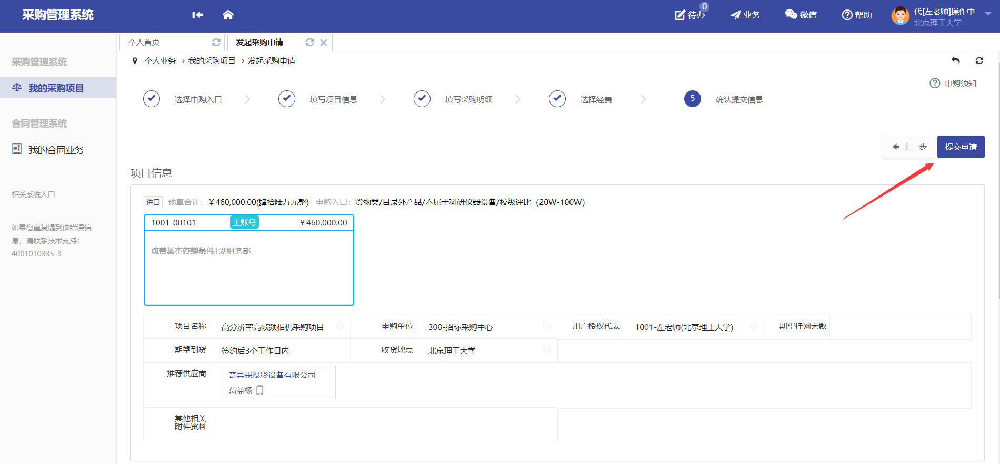 采购管理系统
待办
0
业务
微信
帮助
代[左老师]操作中
北京理工大学
采购管理系统
我的采购项目
合同管理系统
我的合同业务
相关系统入口
如果您重复遇到该错误信
息，请联系技术支持：
4001010335-3
个人首页
发起采购申请
个人业务 > 我的采购项目 > 发起采购申请
申购须知
选择申购入口
填写项目信息
填写采购明细
选择经费
5 确认提交信息
上一步
提交申请
项目信息
进口 预算合计：￥460,000.00(肆拾陆万元整) 申购入口：货物类/目录外产品/不属于科研仪器设备/校级评比（20W-100W）
1001-00101 主账号 ￥460,000.00
计划财务部
项目名称 高分辨率高帧频相机采购项目 申购单位 308-招标采购中心 用户授权代表 1001-左老师(北京理工大学) 期望挂网天数
期望到货 签约后3个工作日内 收货地点 北京理工大学
推荐供应商 奇异果摄影设备有限公司
葛益杨
其他相关
附件资料